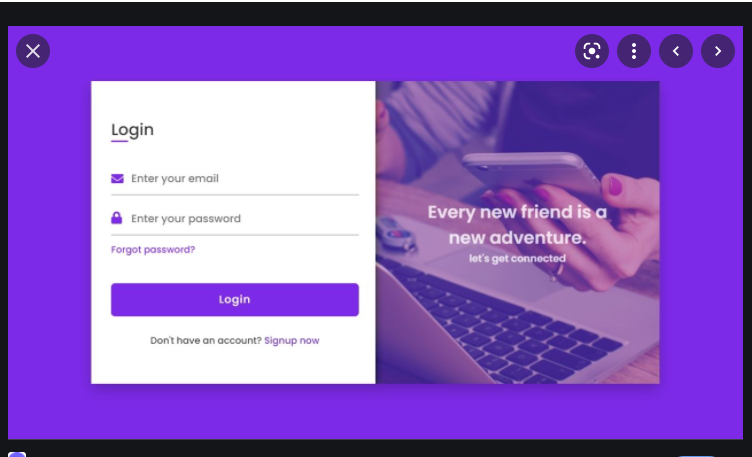 Login
Enter your email
Enter your password
Forgot password?
Login
Don't have an account? Signup now
Every new friend is a
new adventure.
let's get connected